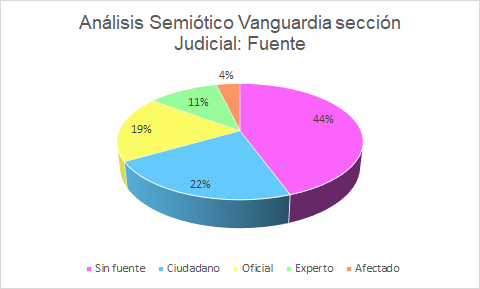 Análisis Semiótico Vanguardia sección
Judicial: Fuente
4%
11%
44%
19%
22%
Sin fuente Ciudadano Oficial Experto Afectado